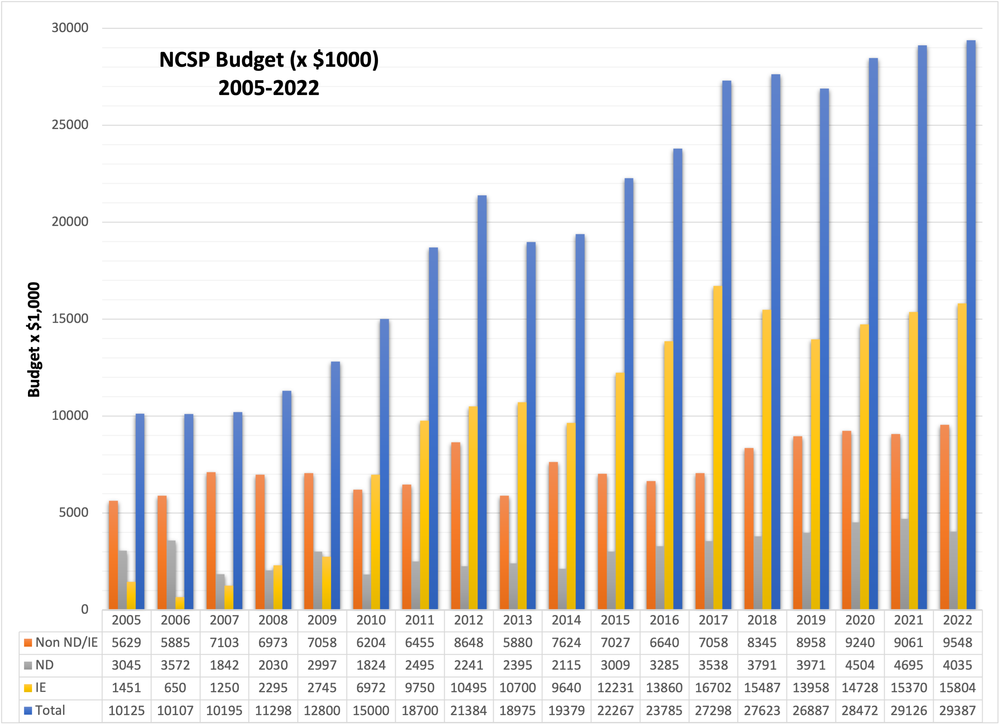 30000
NCSP Budget (x $1000)
2005-2022
25000
20000
15000
10000
5000
0
Budget x $1,000
2005 2006 2007 2008 2009 2010 2011 2012 2013 2014 2015 2016 2017 2018 2019 2020 2021 2022
Non ND/IE 5629 5885 7103 6973 7058 6204 6455 8648 5880 7624 7027 6640 7058 8345 8958 9240 9061 9548
ND 3045 3572 1842 2030 2997 1824 2495 2241 2395 2115 3009 3285 3538 3791 3971 4504 4695 4035
IE 1451 650 1250 2295 2745 6972 9750 10495 10700 9640 12231 13860 16702 15487 13958 14728 15370 15804
Total 10125 10107 10195 11298 12800 15000 18700 21384 18975 19379 22267 23785 27298 27623 26887 28472 29126 29387